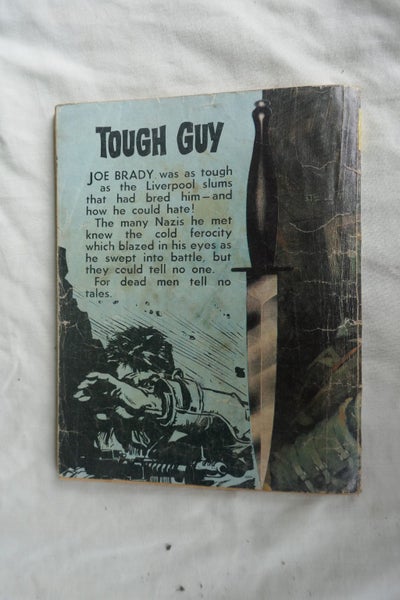 TOUGH GUY
JOE BRADY was as tough
as the Liverpool slums
that had bred him—and
how he could hate!
The many Nazis he met
knew the cold ferocity
which blazed in his eyes as
he swept into battle, but
they could tell no one.
For dead men tell no
tales.